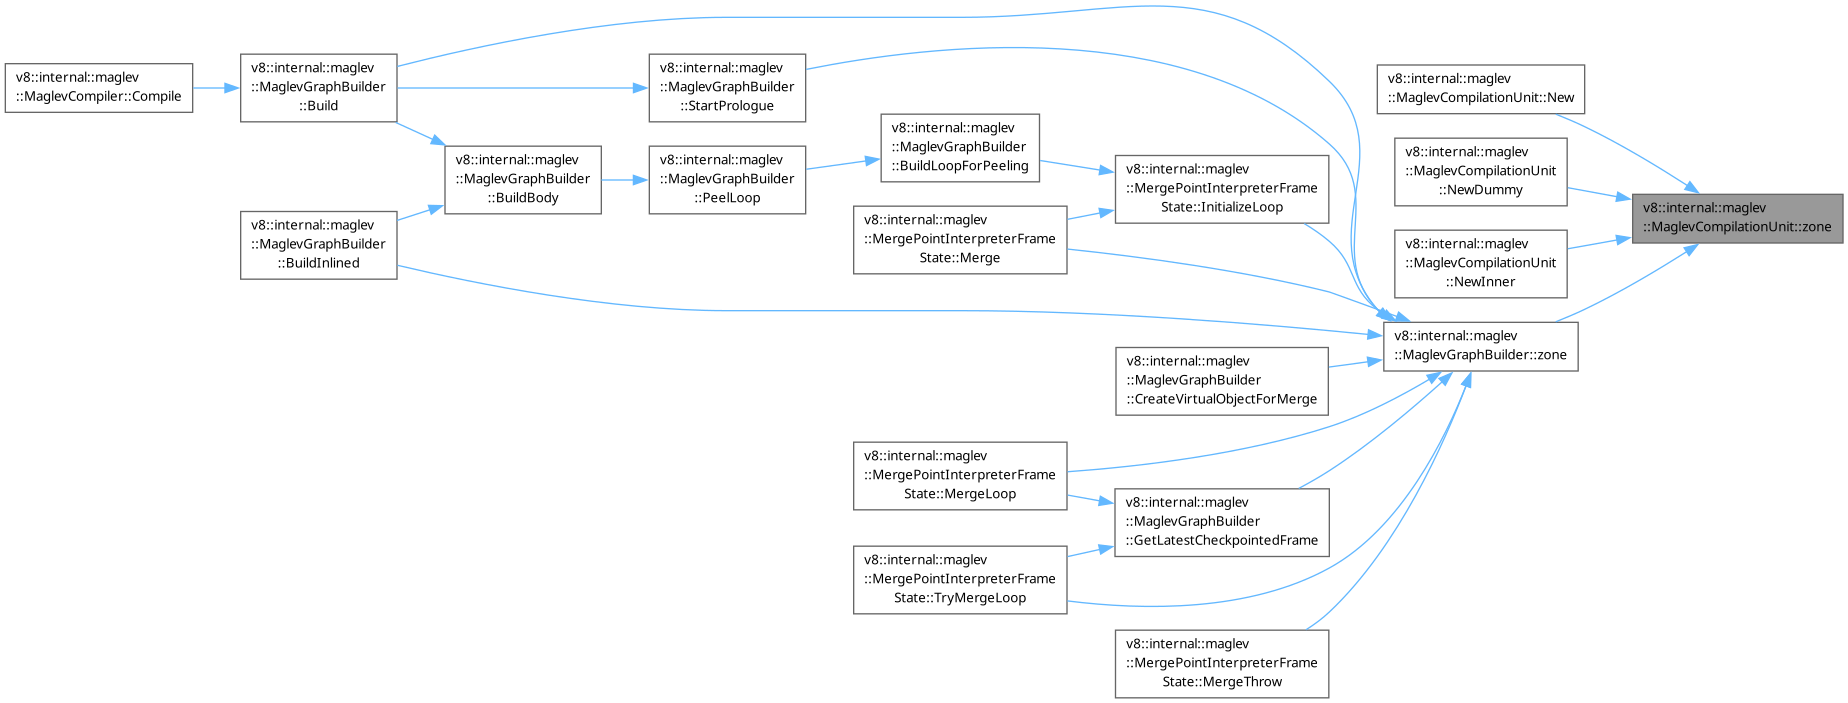 v8::internal::maglev
::MaglevCompiler::Compile
v8::internal::maglev
::MaglevGraphBuilder
::Build
v8::internal::maglev
::MaglevGraphBuilder
::BuildInlined
v8::internal::maglev
::MaglevGraphBuilder
::BuildBody
v8::internal::maglev
::MaglevGraphBuilder
::StartPrologue
v8::internal::maglev
::MaglevGraphBuilder
::PeelLoop
v8::internal::maglev
::MaglevGraphBuilder
::BuildLoopForPeeling
v8::internal::maglev
::MergePointInterpreterFrame
State::Merge
v8::internal::maglev
::MergePointInterpreterFrame
State::MergeLoop
v8::internal::maglev
::MergePointInterpreterFrame
State::TryMergeLoop
v8::internal::maglev
::MergePointInterpreterFrame
State::InitializeLoop
v8::internal::maglev
::MaglevGraphBuilder
::CreateVirtualObjectForMerge
v8::internal::maglev
::MaglevGraphBuilder
::GetLatestCheckpointedFrame
v8::internal::maglev
::MergePointInterpreterFrame
State::MergeThrow
v8::internal::maglev
::MaglevCompilationUnit::New
v8::internal::maglev
::MaglevCompilationUnit
::NewDummy
v8::internal::maglev
::MaglevCompilationUnit
::NewInner
v8::internal::maglev
::MaglevGraphBuilder::zone
v8::internal::maglev
::MaglevCompilationUnit::zone